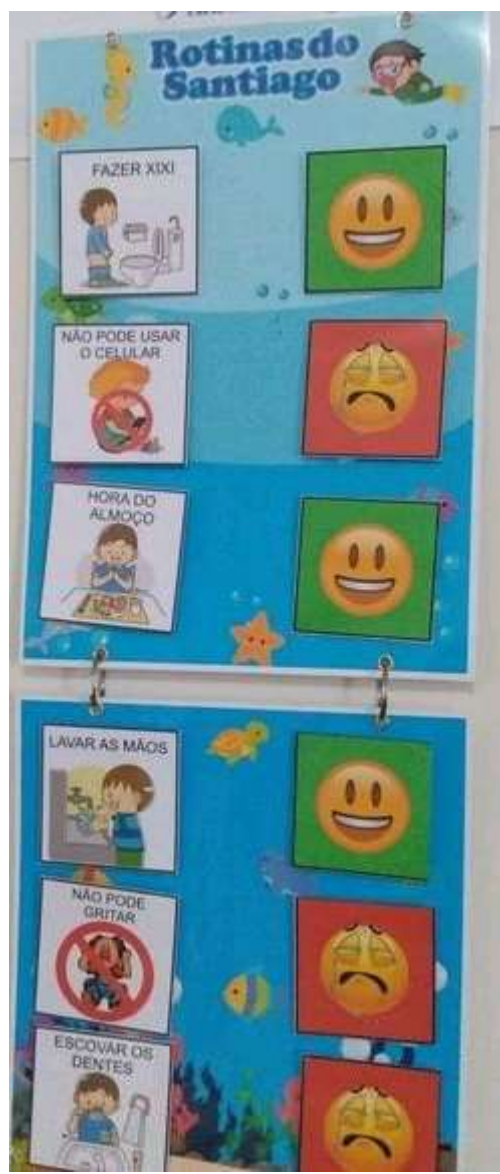 Rotinas do
Santiago
FAZER XIXI
NÃO PODE USAR
O CELULAR
HORA DO
ALMOÇO
LAVAR AS MÃOS
NÃO PODE
GRITAR
ESCOVAR OS
DENTES